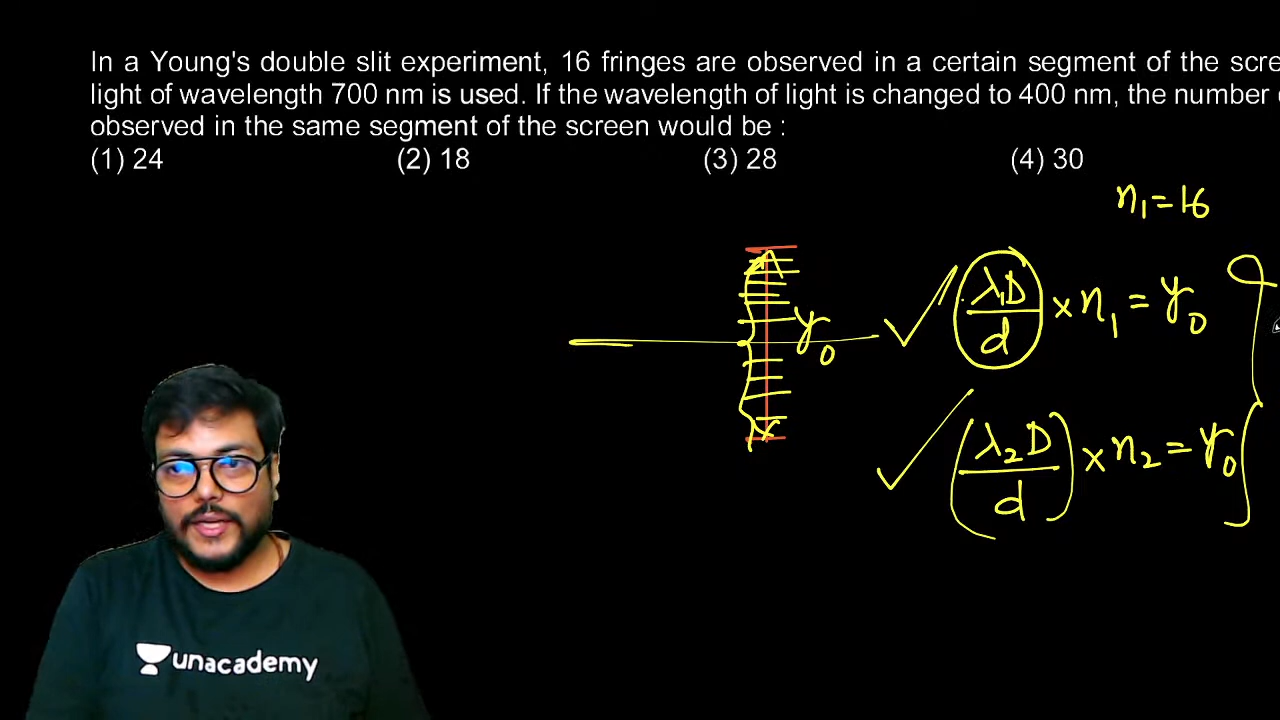 In a Young's double slit experiment, 16 fringes are observed in a certain segment of the
light of wavelength 700 nm is used. If the wavelength of light is changed to 400 nm, the number
observed in the same segment of the screen would be :
(1) 24 (2) 18 (3) 28 (4) 30
n₁=16
λ₁D/d × n₁ = y₀
y₀
(λ₂D/d) × n₂ = y₀
unacademy